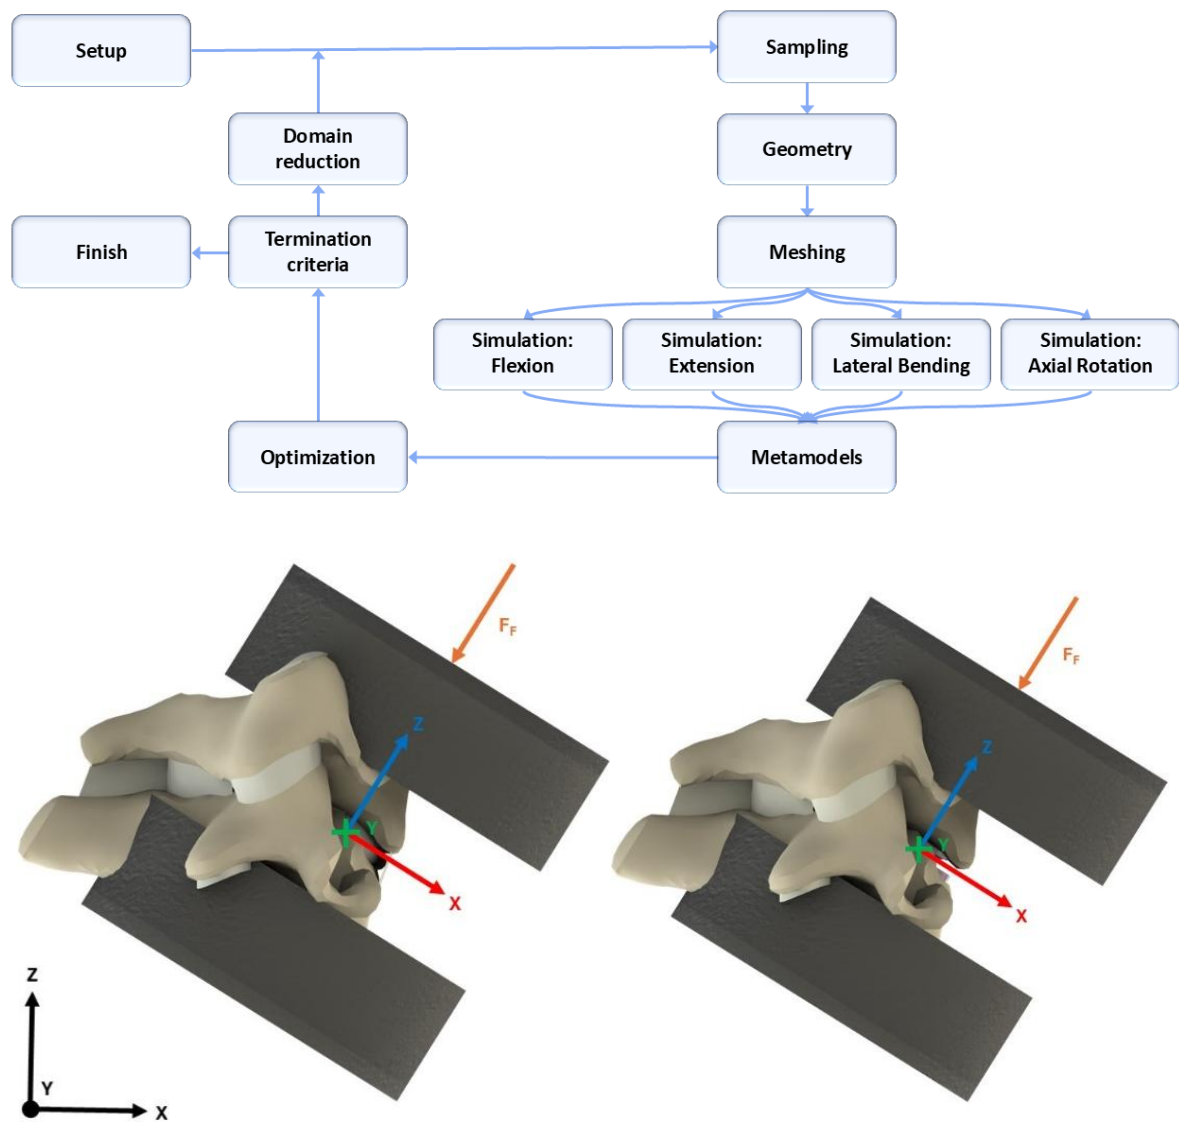 Setup
Sampling
Domain
reduction
Geometry
Finish
Termination
criteria
Meshing
Simulation:
Flexion
Simulation:
Extension
Simulation:
Lateral Bending
Simulation:
Axial Rotation
Optimization
Metamodels
FF
Z
Y
X
FF
Z
Y
X
Z
Y
X